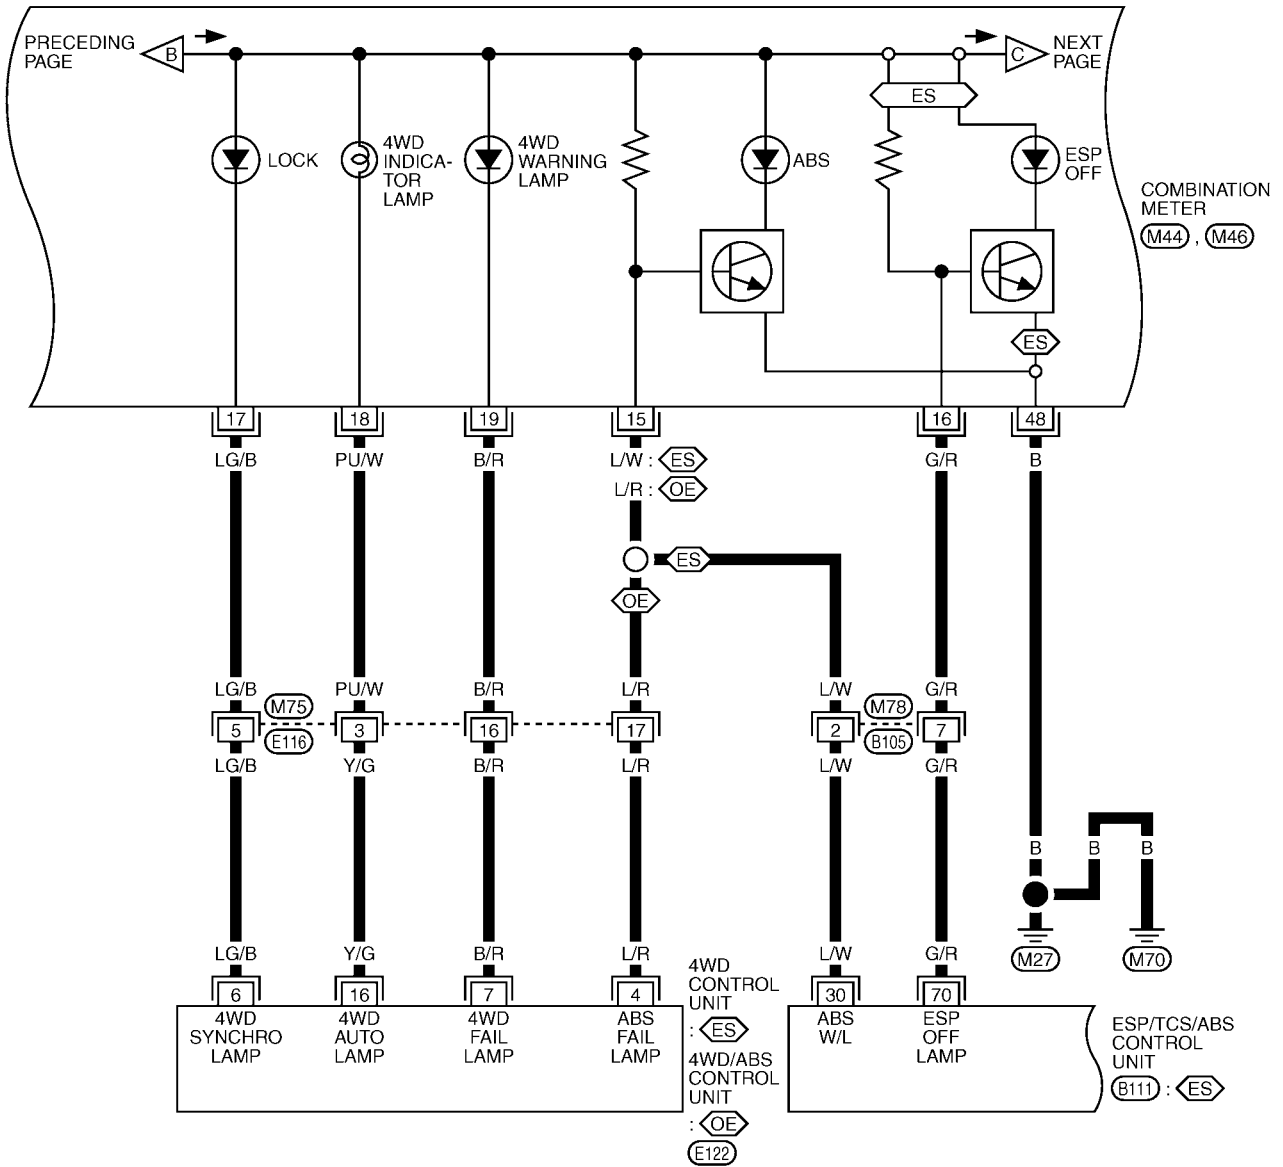 PRECEDING
PAGE
B
C
NEXT
PAGE
ES
LOCK
4WD
INDICA-
TOR
LAMP
4WD
WARNING
LAMP
ABS
ESP
OFF
COMBINATION
METER
M44 , M46
ES
17 18 19 15 16 48
LG/B PU/W B/R L/W : ES G/R B
L/R : OE
ES
OE
LG/B PU/W B/R L/R L/W G/R
M75 M78
5 3 16 17 2 7
E116 B105
LG/B Y/G B/R L/R L/W G/R
B B B
LG/B Y/G B/R L/R L/W G/R
M27 M70
6 16 7 4 30 70
4WD
SYNCHRO
LAMP
4WD
AUTO
LAMP
4WD
FAIL
LAMP
ABS
FAIL
LAMP
4WD
CONTROL
UNIT
: ES
4WD/ABS
CONTROL
UNIT
: OE
E122
ABS
W/L
ESP
OFF
LAMP
ESP/TCS/ABS
CONTROL
UNIT
B111 : ES